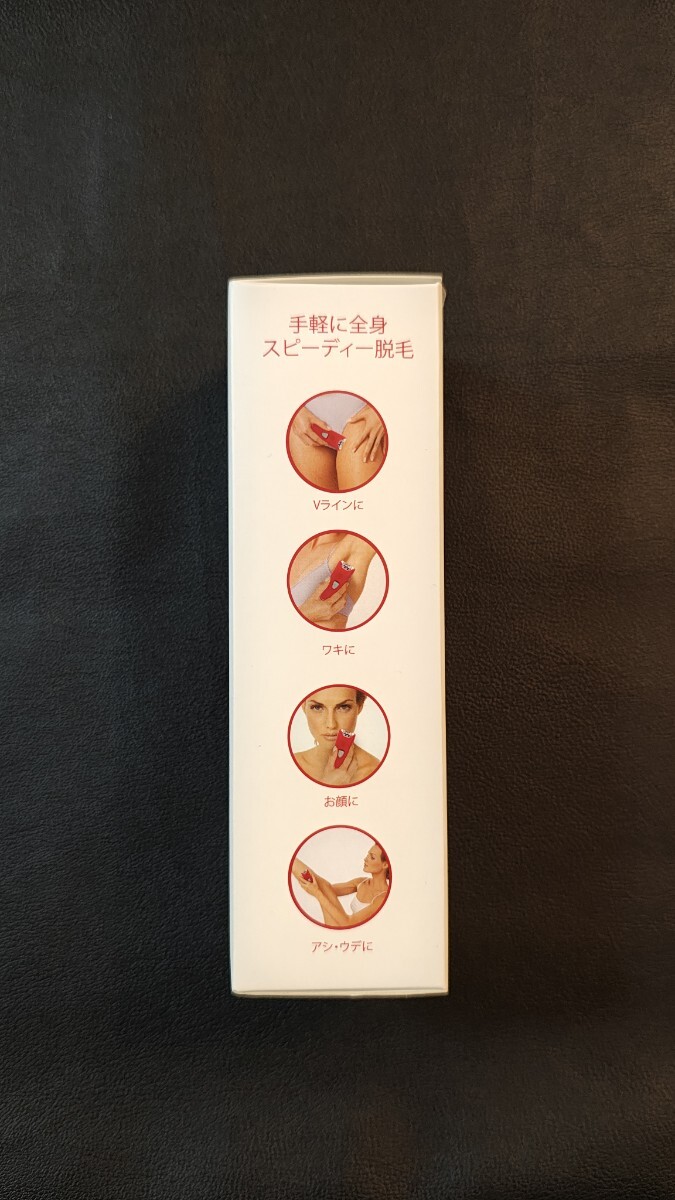 手軽に全身
スピーディー脱毛
Vラインに
ワキに
お顔に
アシ・ウデに